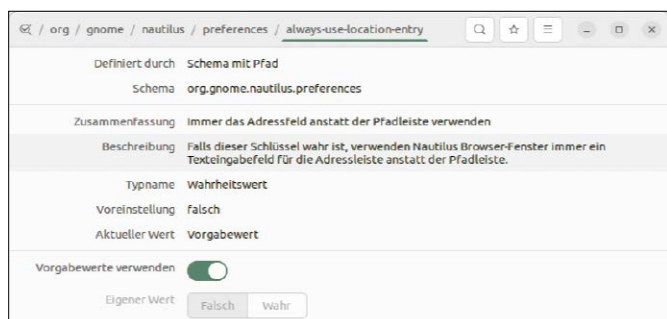 / org / gnome / nautilus / preferences / always-use-location-entry
Definiert durch Schema mit Pfad
Schema org.gnome.nautilus.preferences
Zusammenfassung Immer das Adressfeld anstatt der Pfadleiste verwenden
Beschreibung Falls dieser Schlüssel wahr ist, verwenden Nautilus Browser-Fenster immer ein
Texteingabefeld für die Adressleiste anstatt der Pfadleiste.
Typname Wahrheitswert
Voreinstellung falsch
Aktueller Wert Vorgabewert
Vorgabewerte verwenden
Eigener Wert Falsch Wahr